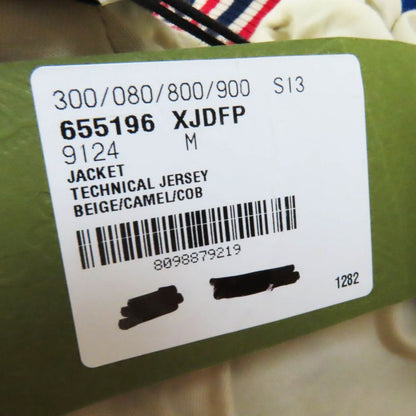 300/080/800/900 S13
655196 XJDFP
9124 M
JACKET
TECHNICAL JERSEY
BEIGE/CAMEL/COB
8098879219
1282